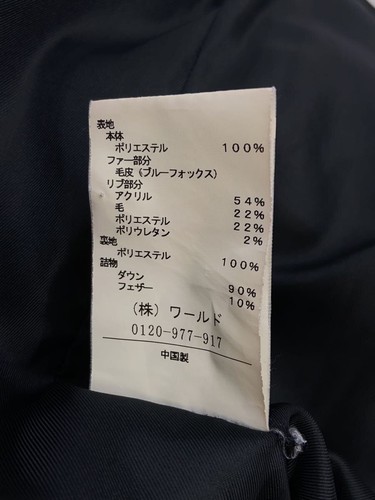 表地
本体
ポリエステル 100%
ファー部分
毛皮(ブルーフォックス)
リブ部分
アクリル 54%
毛 22%
ポリエステル 22%
ポリウレタン 2%
裏地
ポリエステル 100%
詰物
ダウン 90%
フェザー 10%
(株)ワールド
0120-977-917
中国製